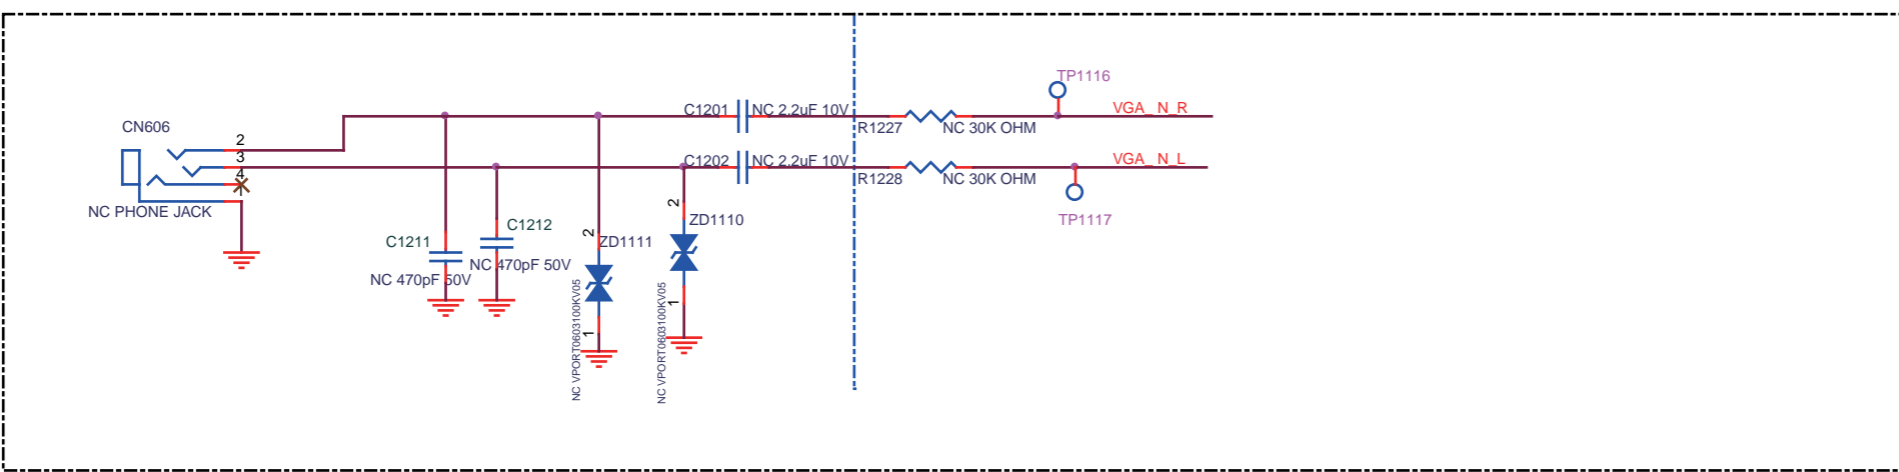 TP1116
C1201
NC 2.2uF 10V
VGA_N_R
CN606
R1227
NC 30K OHM
2
3
C1202
NC 2.2uF 10V
VGA_N_L
4
1
R1228
NC 30K OHM
NC PHONE JACK
2
ZD1110
TP1117
C1212
C1211
2
ZD1111
NC 470pF 50V
NC 470pF 50V
1
1
NC VPORT0603100KV05
NC VPORT0603100KV05